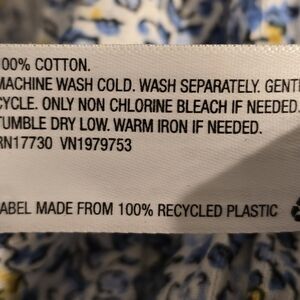 100% COTTON.
MACHINE WASH COLD. WASH SEPARATELY. GENTL
CYCLE. ONLY NON CHLORINE BLEACH IF NEEDED.
TUMBLE DRY LOW. WARM IRON IF NEEDED.
RN17730 VN1979753
LABEL MADE FROM 100% RECYCLED PLASTIC